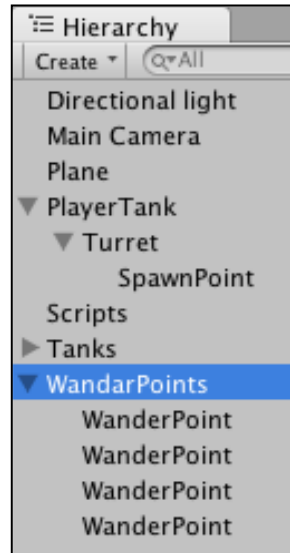 Hierarchy
Create All
Directional light
Main Camera
Plane
PlayerTank
Turret
SpawnPoint
Scripts
Tanks
WandarPoints
WanderPoint
WanderPoint
WanderPoint
WanderPoint